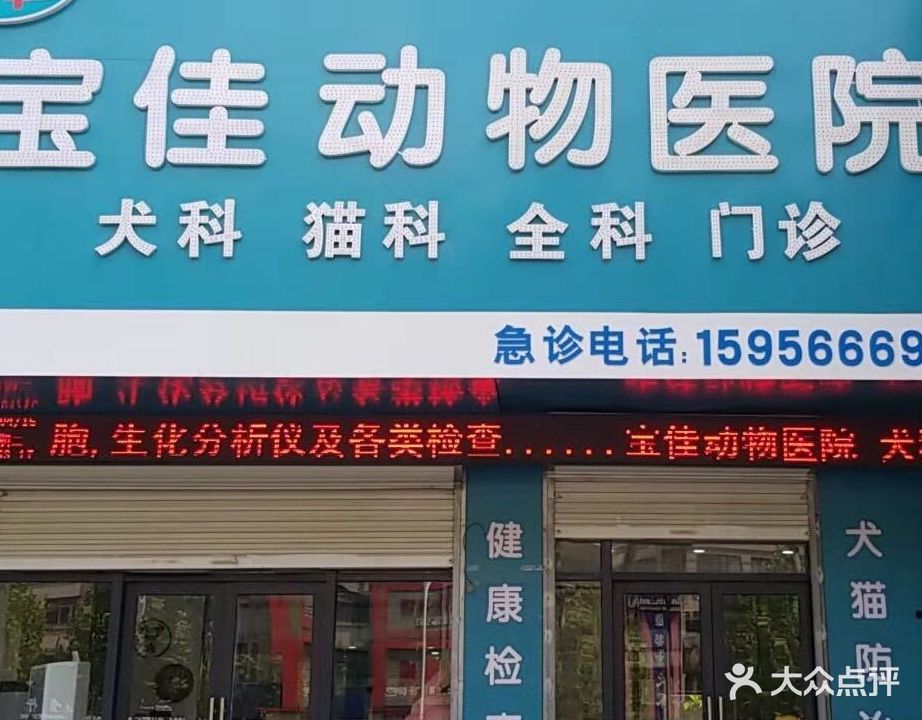 宝佳动物医院
犬科 猫科 全科 门诊
急诊电话:15956669
胞,生化分析仪及各类检查......宝佳动物医院 犬
健康检
犬猫防
大众点评